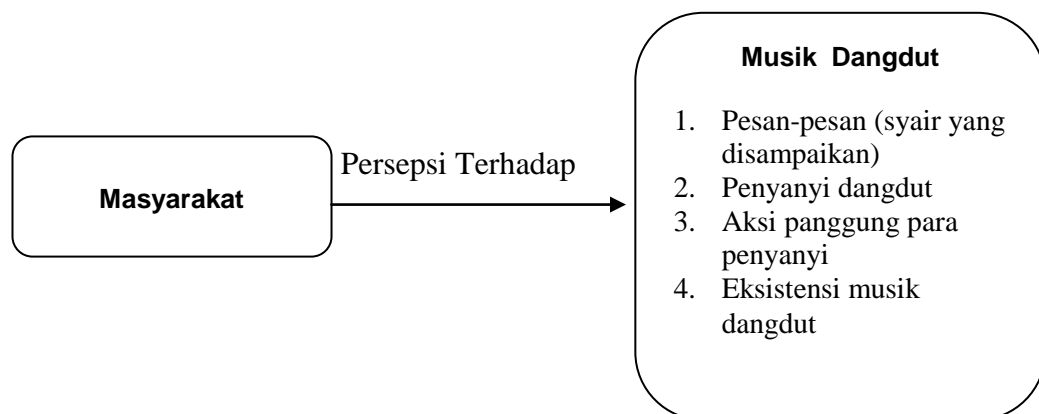 Masyarakat
Persepsi Terhadap
Musik Dangdut
1. Pesan-pesan (syair yang
disampaikan)
2. Penyanyi dangdut
3. Aksi panggung para
penyanyi
4. Eksistensi musik
dangdut